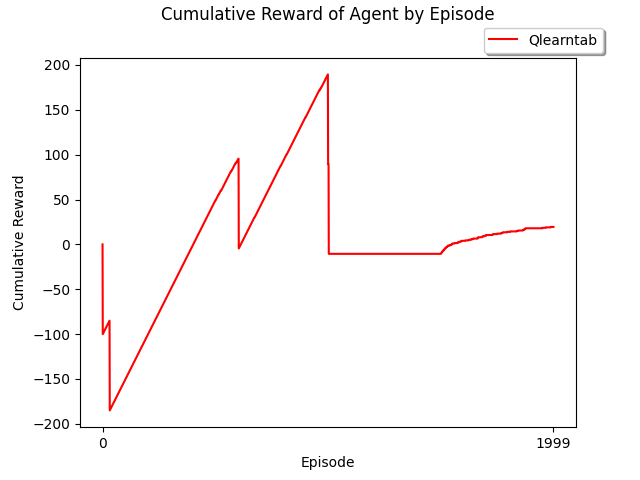 Cumulative Reward of Agent by Episode
Qlearntab
200
150
100
50
0
−50
−100
−150
−200
Cumulative Reward
0 1999
Episode